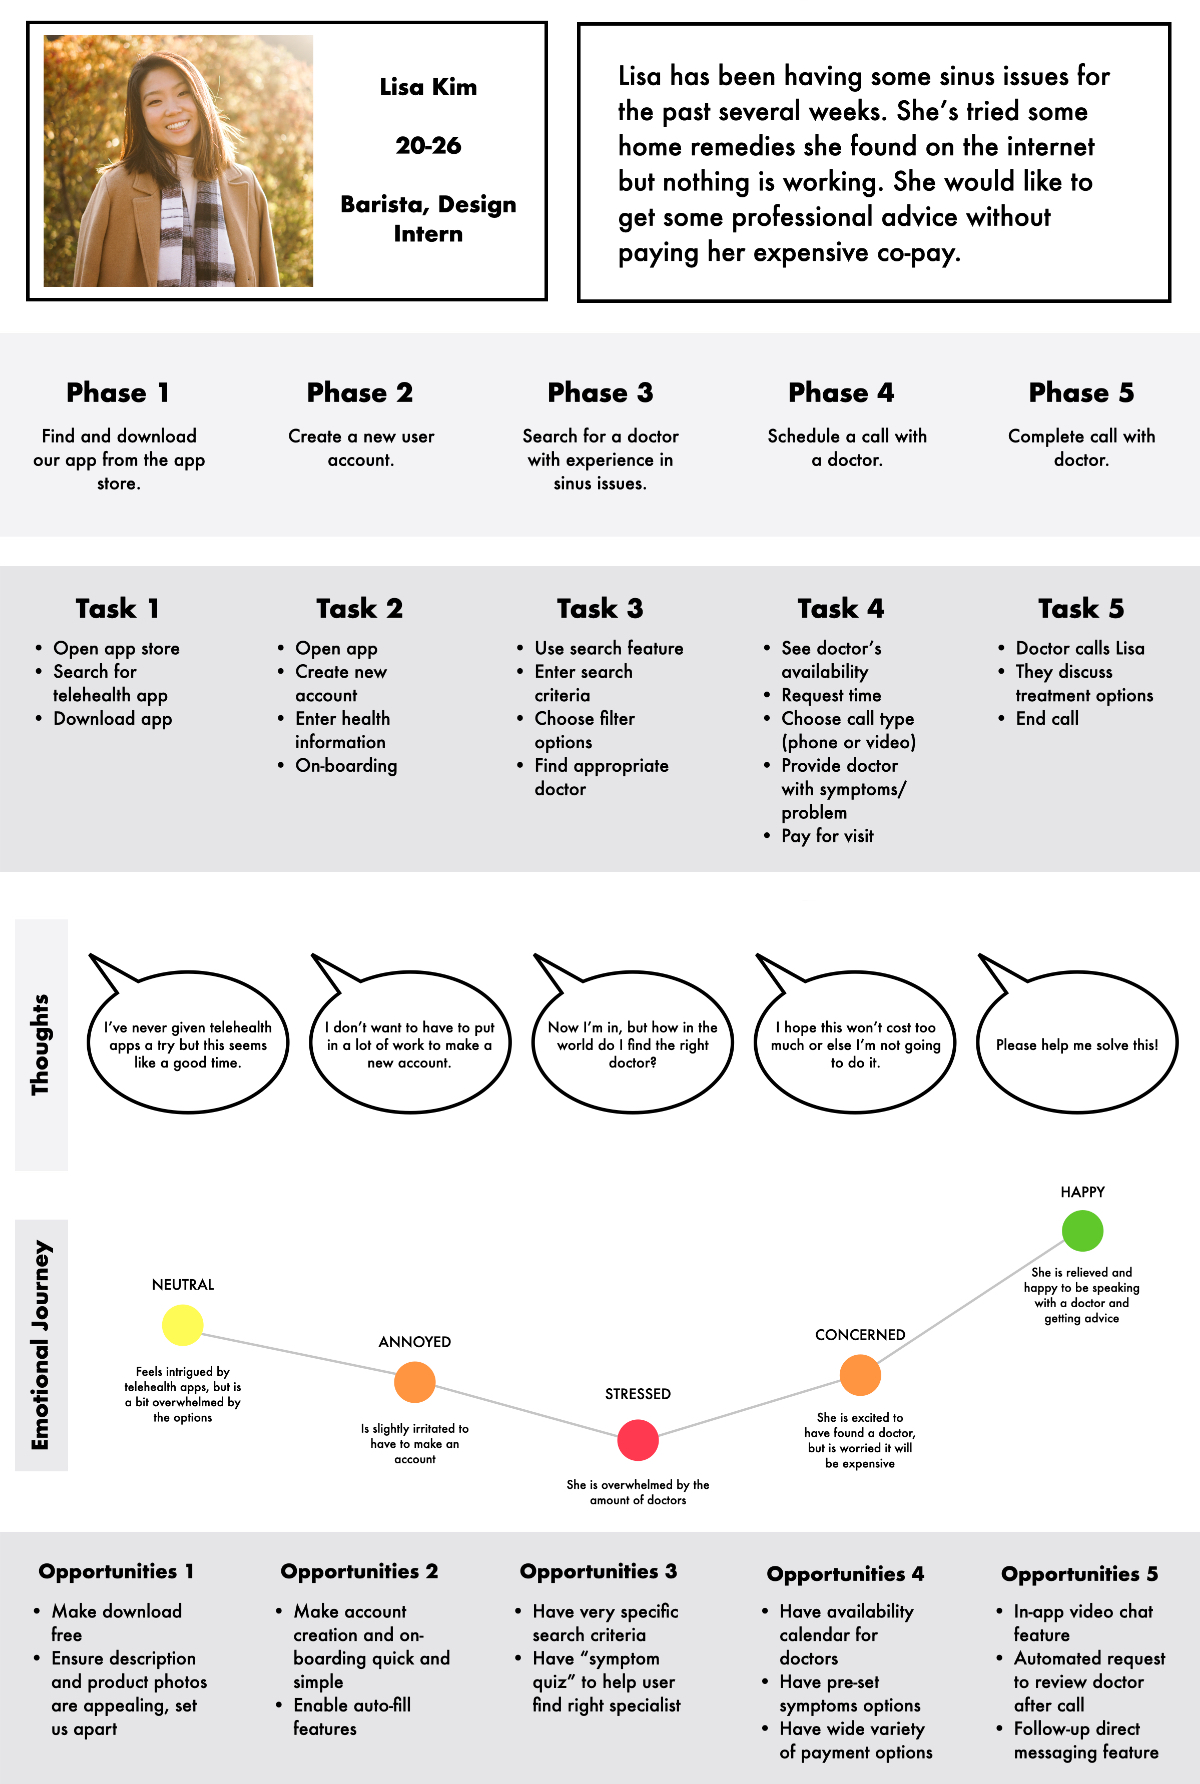 Lisa Kim
20-26
Barista, Design
Intern
Lisa has been having some sinus issues for
the past several weeks. She’s tried some
home remedies she found on the internet
but nothing is working. She would like to
get some professional advice without
paying her expensive co-pay.
Phase 1
Find and download
our app from the app
store.
Phase 2
Create a new user
account.
Phase 3
Search for a doctor
with experience in
sinus issues.
Phase 4
Schedule a call with
a doctor.
Phase 5
Complete call with
doctor.
Task 1
• Open app store
• Search for
telehealth app
• Download app
Task 2
• Open app
• Create new
account
• Enter health
information
• On-boarding
Task 3
• Use search feature
• Enter search
criteria
• Choose filter
options
• Find appropriate
doctor
Task 4
• See doctor’s
availability
• Request time
• Choose call type
(phone or video)
• Provide doctor
with symptoms/
problem
• Pay for visit
Task 5
• Doctor calls Lisa
• They discuss
treatment options
• End call
Thoughts
I’ve never given telehealth
apps a try but this seems
like a good time.
I don’t want to have to put
in a lot of work to make a
new account.
Now I’m in, but how in the
world do I find the right
doctor?
I hope this won’t cost too
much or else I’m not going
to do it.
Please help me solve this!
Emotional Journey
NEUTRAL
Feels intrigued by
telehealth apps, but is
a bit overwhelmed by
the options
ANNOYED
Is slightly irritated to
have to make an
account
STRESSED
She is overwhelmed by the
amount of doctors
CONCERNED
She is excited to
have found a doctor,
but is worried it will
be expensive
HAPPY
She is relieved and
happy to be speaking
with a doctor and
getting advice
Opportunities 1
• Make download
free
• Ensure description
and product photos
are appealing, set
us apart
Opportunities 2
• Make account
creation and on-
boarding quick and
simple
• Enable auto-fill
features
Opportunities 3
• Have very specific
search criteria
• Have “symptom
quiz” to help user
find right specialist
Opportunities 4
• Have availability
calendar for
doctors
• Have pre-set
symptoms options
• Have wide variety
of payment options
Opportunities 5
• In-app video chat
feature
• Automated request
to review doctor
after call
• Follow-up direct
messaging feature